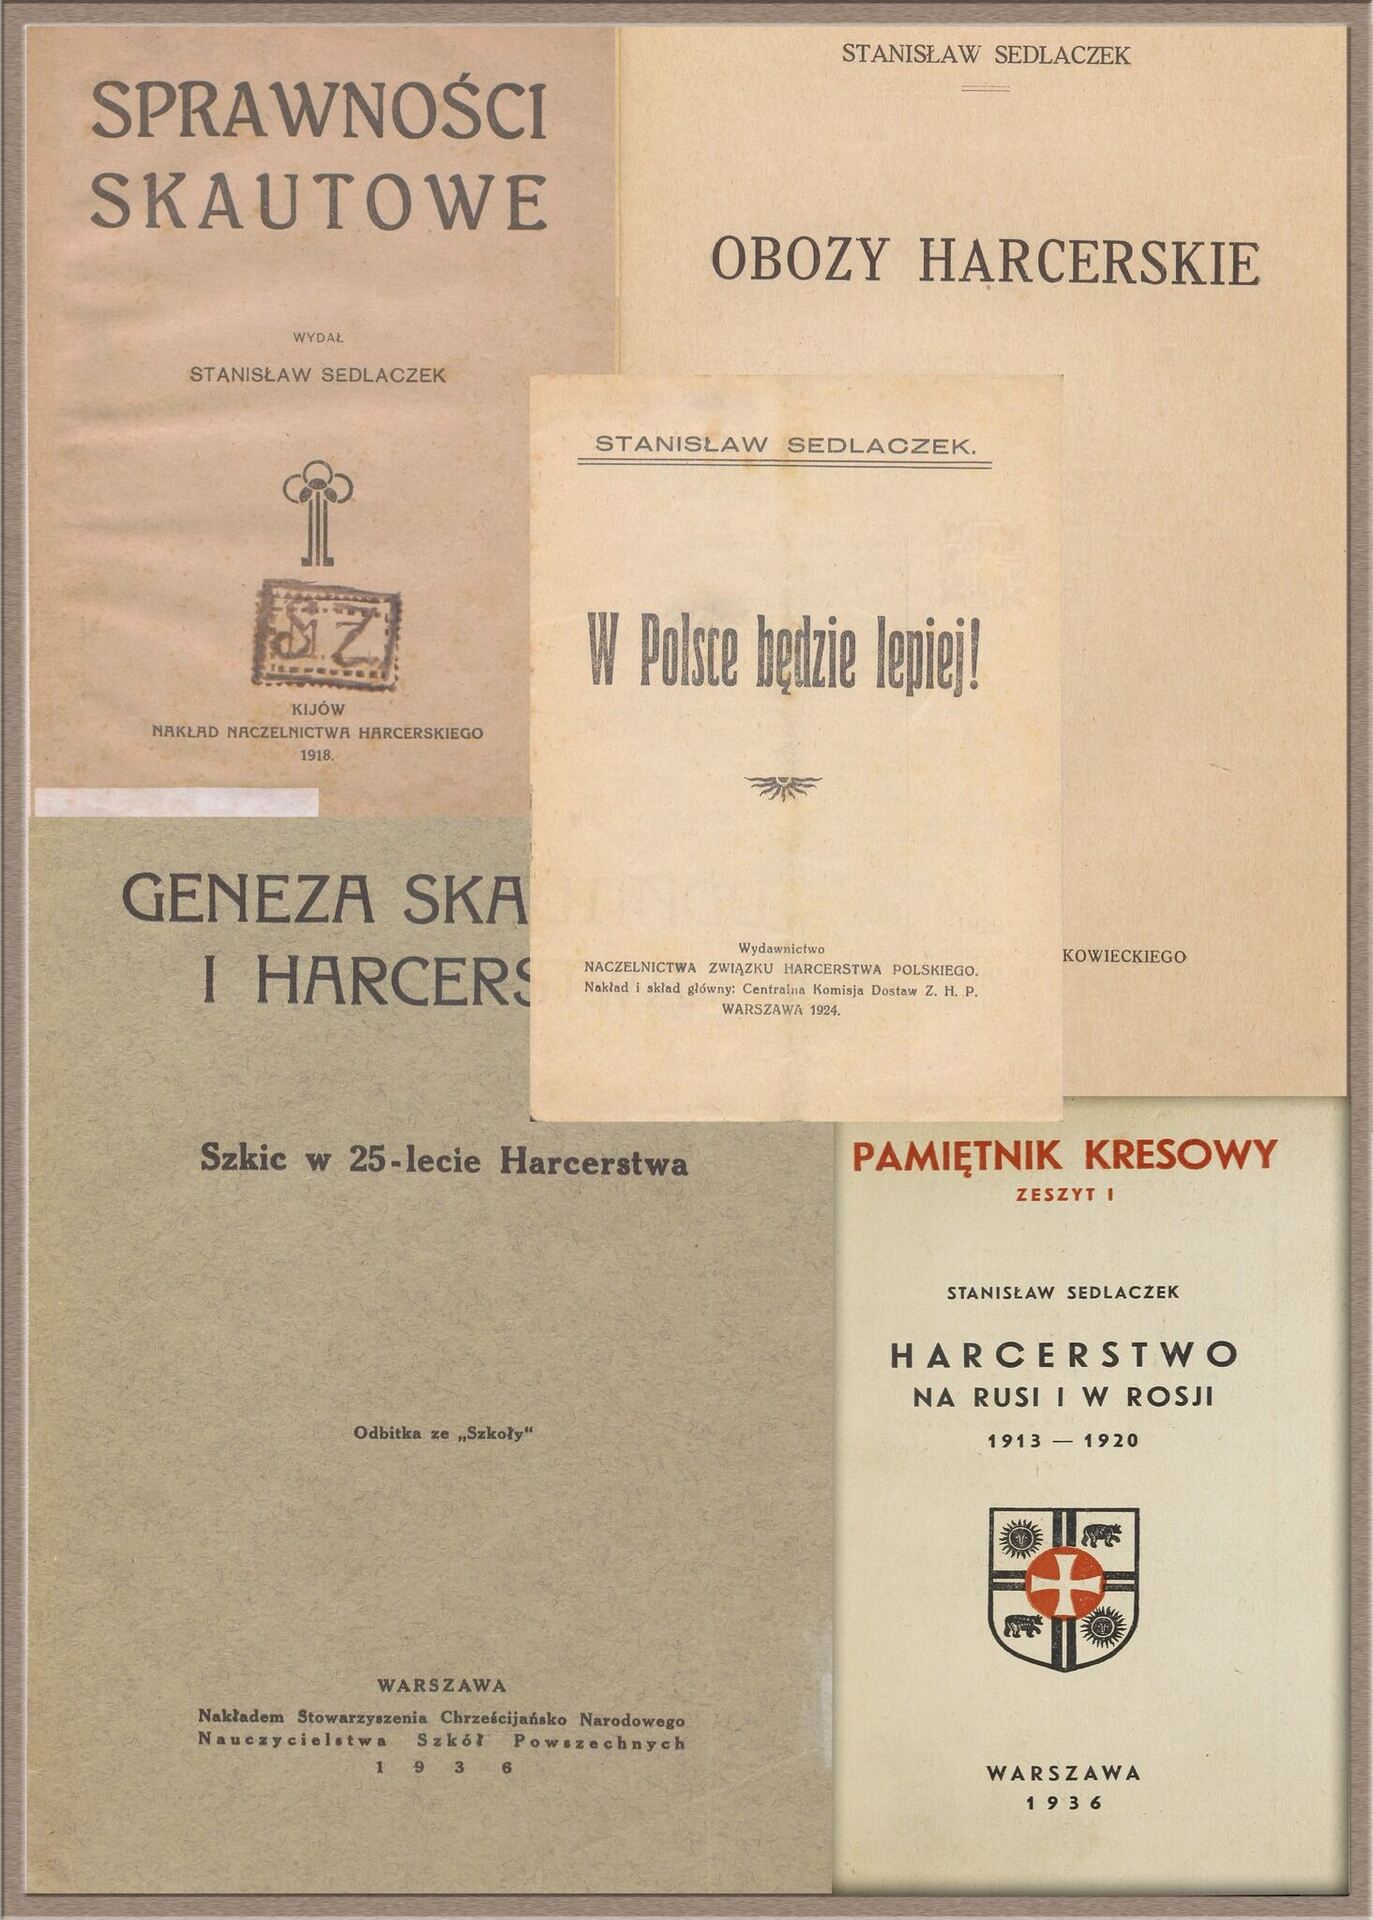 SPRAWNOŚCI
SKAUTOWE
WYDAŁ
STANISŁAW SEDLACZEK
KIJÓW
NAKŁAD NACZELNICTWA HARCERSKIEGO
1918.
STANISŁAW SEDLACZEK
OBOZY HARCERSKIE
KOWIECKIEGO
STANISŁAW SEDLACZEK.
W Polsce będzie lepiej!
Wydawnictwo
NACZELNICTWA ZWIĄZKU HARCERSTWA POLSKIEGO.
Nakład i skład główny: Centralna Komisja Dostaw Z. H. P.
WARSZAWA 1924.
GENEZA SKA
I HARCERS
Szkic w 25-lecie Harcerstwa
Odbitka ze „Szkoły“
WARSZAWA
Nakładem Stowarzyszenia Chrześcijańsko Narodowego
Nauczycielstwa Szkół Powszechnych
1936
PAMIĘTNIK KRESOWY
ZESZYT I
STANISŁAW SEDLACZEK
HARCERSTWO
NA RUSI I W ROSJI
1913 — 1920
WARSZAWA
1936